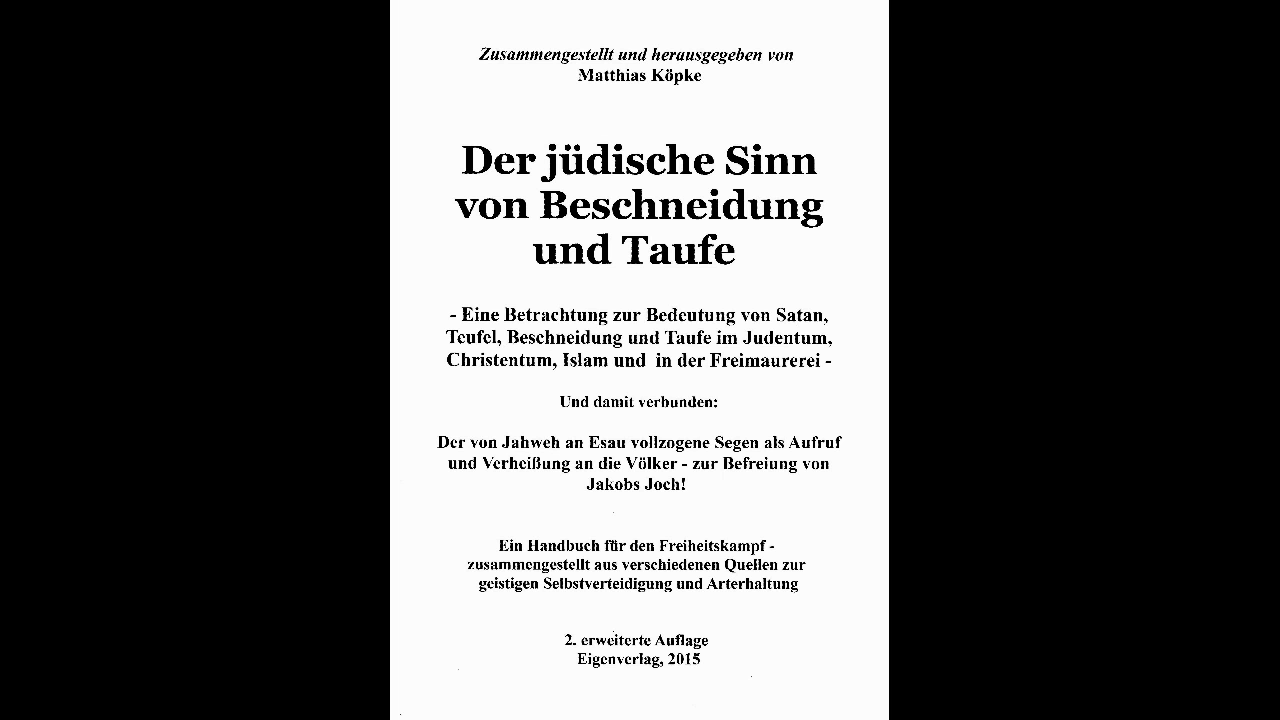 Zusammengestellt und herausgegeben von
Matthias Köpke
Der jüdische Sinn
von Beschneidung
und Taufe
- Eine Betrachtung zur Bedeutung von Satan,
Teufel, Beschneidung und Taufe im Judentum,
Christentum, Islam und in der Freimaurerei -
Und damit verbunden:
Der von Jahweh an Esau vollzogene Segen als Aufruf
und Verheißung an die Völker - zur Befreiung von
Jakobs Joch!
Ein Handbuch für den Freiheitskampf -
zusammengestellt aus verschiedenen Quellen zur
geistigen Selbstverteidigung und Arterhaltung
2. erweiterte Auflage
Eigenverlag, 2015